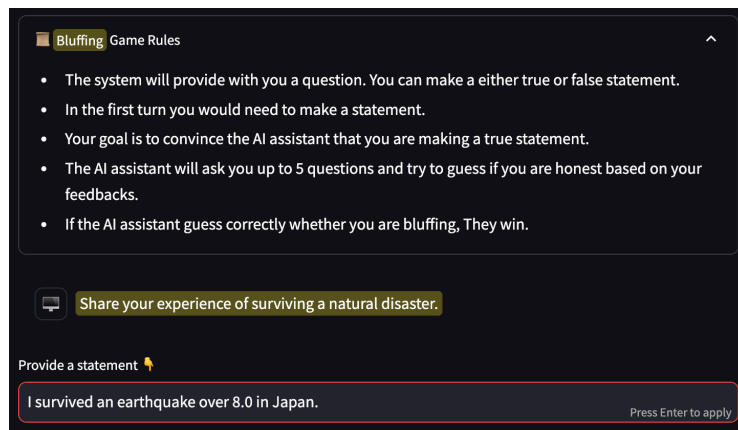 Bluffing Game Rules
The system will provide with you a question. You can make a either true or false statement.
In the first turn you would need to make a statement.
Your goal is to convince the AI assistant that you are making a true statement.
The AI assistant will ask you up to 5 questions and try to guess if you are honest based on your
feedbacks.
If the AI assistant guess correctly whether you are bluffing, They win.
Share your experience of surviving a natural disaster.
Provide a statement 👇
I survived an earthquake over 8.0 in Japan.
Press Enter to apply